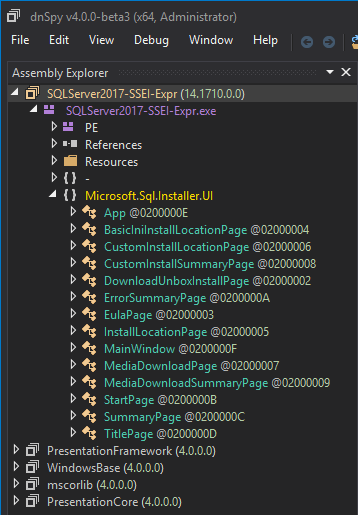 dnSpy v4.0.0-beta3 (x64, Administrator)
File Edit View Debug Window Help
Assembly Explorer
SQLServer2017-SSEI-Expr (14.1710.0.0)
SQLServer2017-SSEI-Expr.exe
PE
References
Resources
{ } -
{ } Microsoft.Sql.Installer.UI
App @0200000E
BasicIniInstallLocationPage @02000004
CustomInstallLocationPage @02000006
CustomInstallSummaryPage @02000008
DownloadUnboxInstallPage @02000002
ErrorSummaryPage @0200000A
EulaPage @02000003
InstallLocationPage @02000005
MainWindow @0200000F
MediaDownloadPage @02000007
MediaDownloadSummaryPage @02000009
StartPage @0200000B
SummaryPage @0200000C
TitlePage @0200000D
PresentationFramework (4.0.0.0)
WindowsBase (4.0.0.0)
mscorlib (4.0.0.0)
PresentationCore (4.0.0.0)